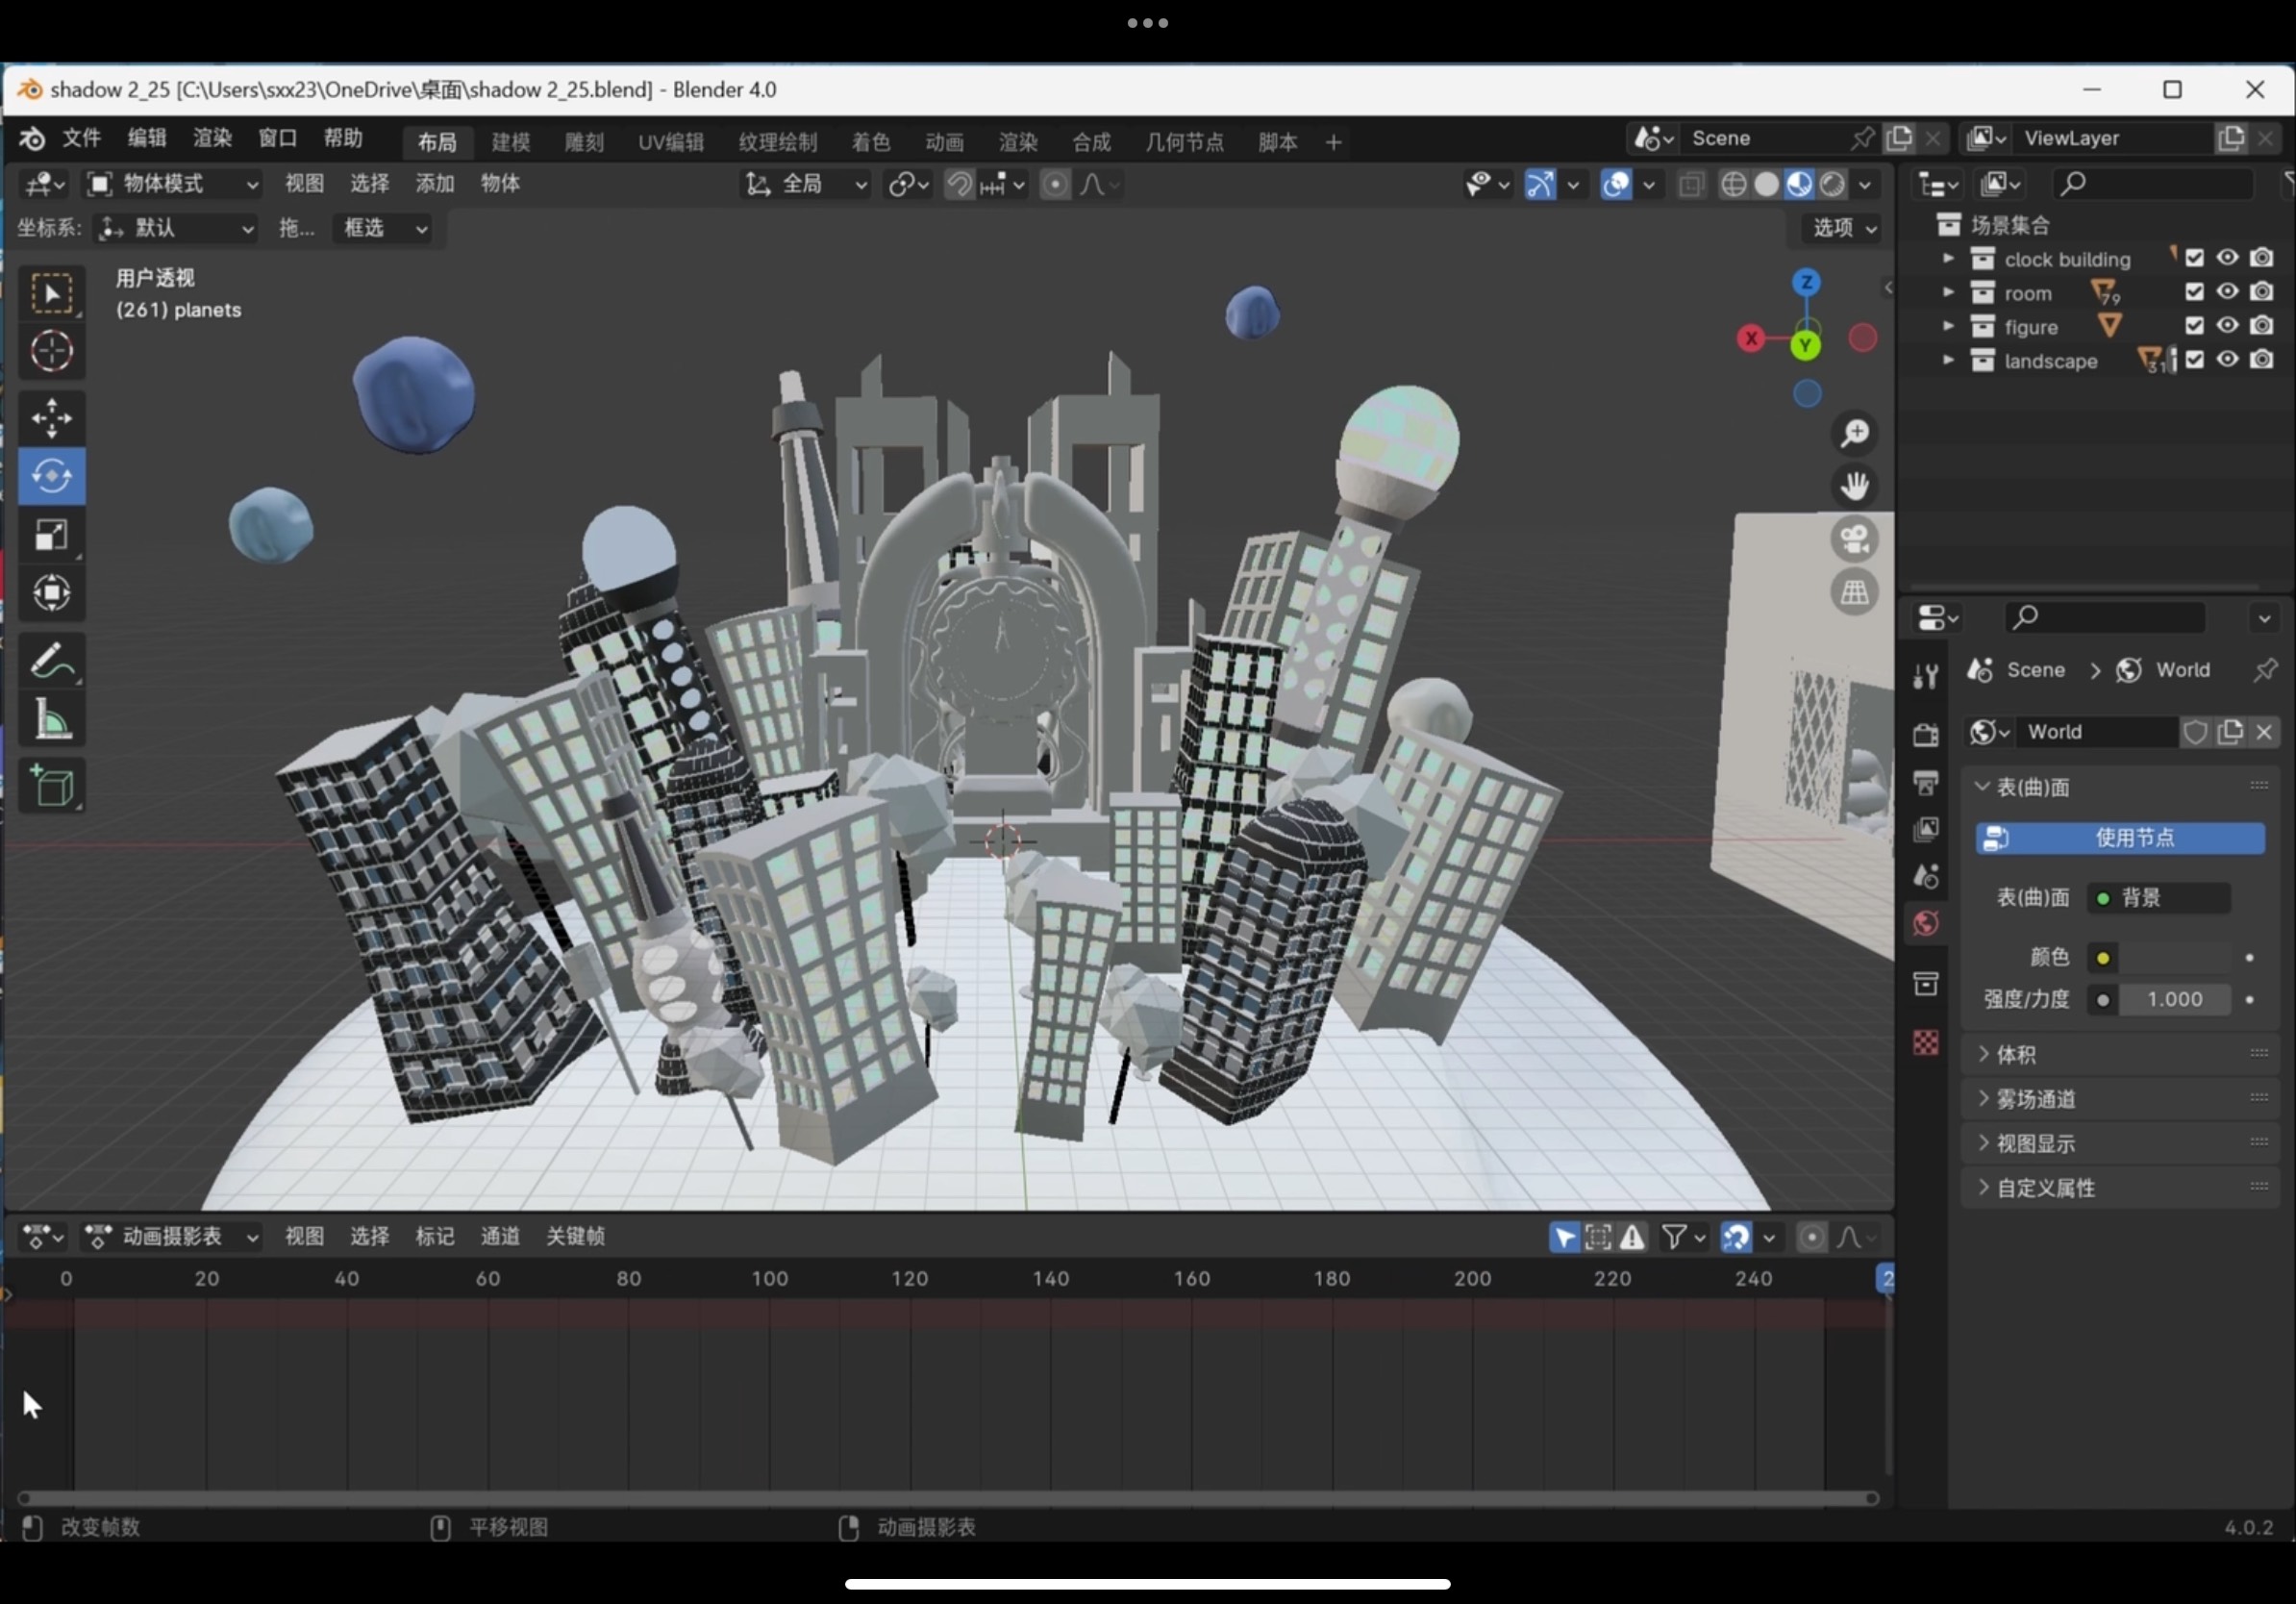 shadow 2_25 [C:\Users\sxx23\OneDrive\桌面\shadow 2_25.blend] - Blender 4.0
文件 编辑 渲染 窗口 帮助 布局 建模 雕刻 UV编辑 纹理绘制 着色 动画 渲染 合成 几何节点 脚本 + Scene ViewLayer
物体模式 视图 选择 添加 物体 全局
坐标系: 默认 拖... 框选 选项
用户透视
(261) planets
Z
X
Y
场景集合
clock building
room 79
figure
landscape 31
Scene > World
World
表(曲)面
使用节点
表(曲)面 背景
颜色
强度/力度 1.000
体积
雾场通道
视图显示
自定义属性
动画摄影表 视图 选择 标记 通道 关键帧
0 20 40 60 80 100 120 140 160 180 200 220 240 2
改变帧数 平移视图 动画摄影表 4.0.2